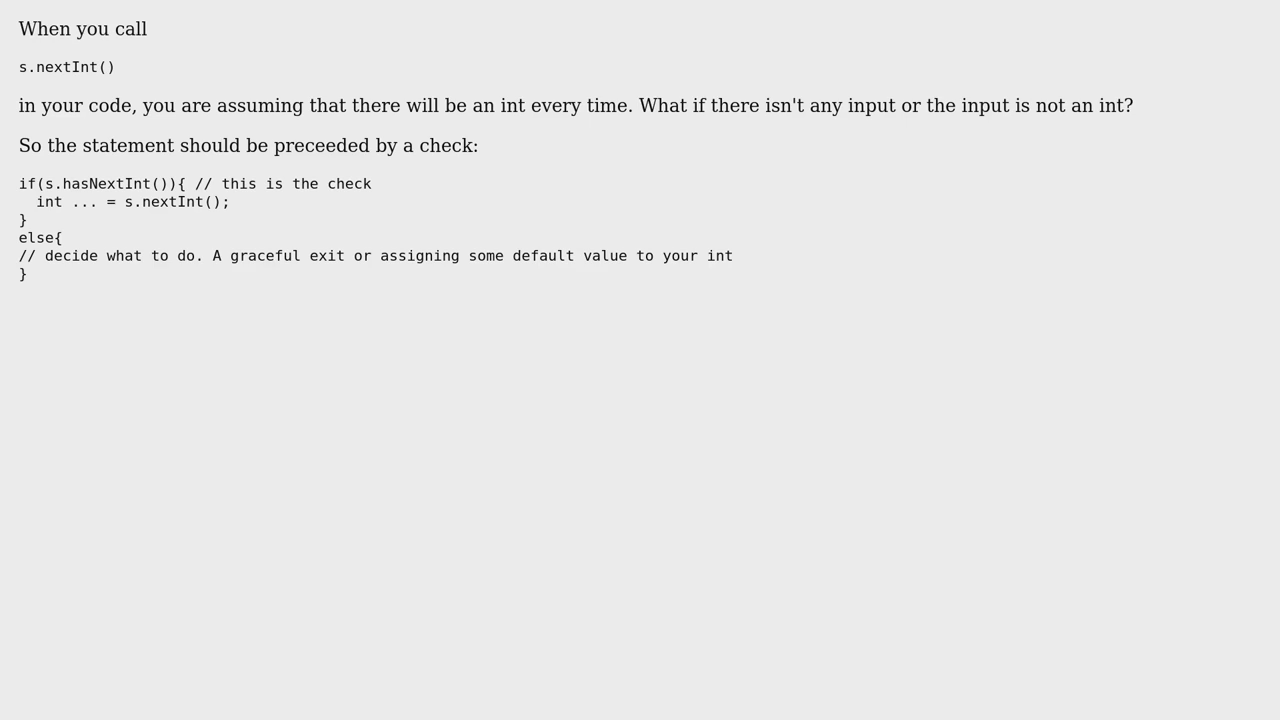 When you call
s.nextInt()
in your code, you are assuming that there will be an int every time. What if there isn't any input or the input is not an int?
So the statement should be preceeded by a check:
if(s.hasNextInt()){ // this is the check
  int ... = s.nextInt();
}
else{
// decide what to do. A graceful exit or assigning some default value to your int
}